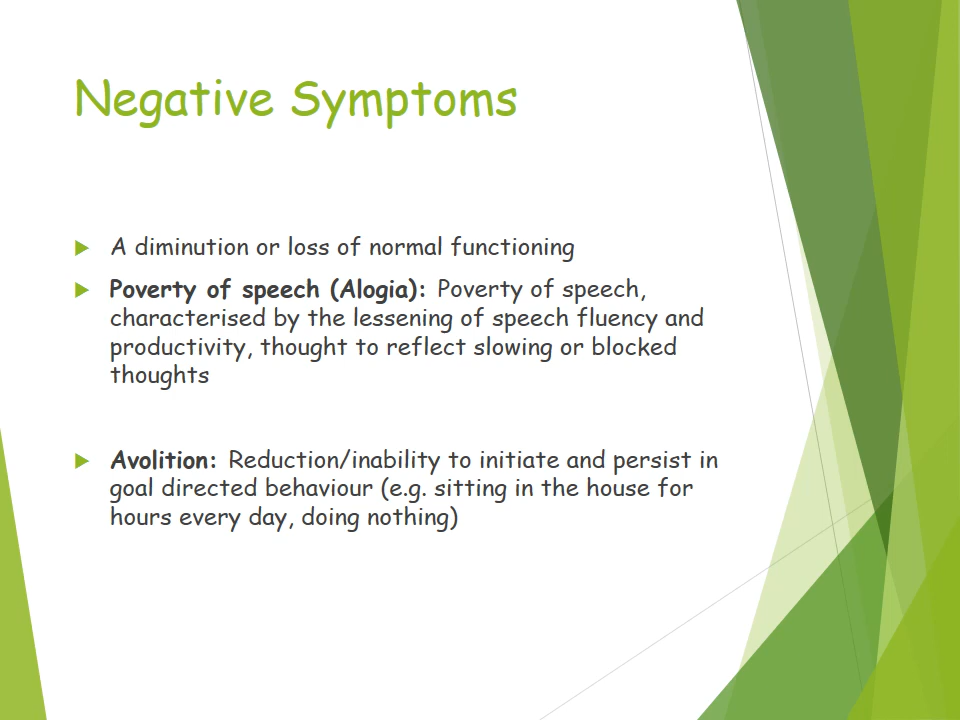 Negative Symptoms
A diminution or loss of normal functioning
Poverty of speech (Alogia): Poverty of speech,
characterised by the lessening of speech fluency and
productivity, thought to reflect slowing or blocked
thoughts
Avolition: Reduction/inability to initiate and persist in
goal directed behaviour (e.g. sitting in the house for
hours every day, doing nothing)